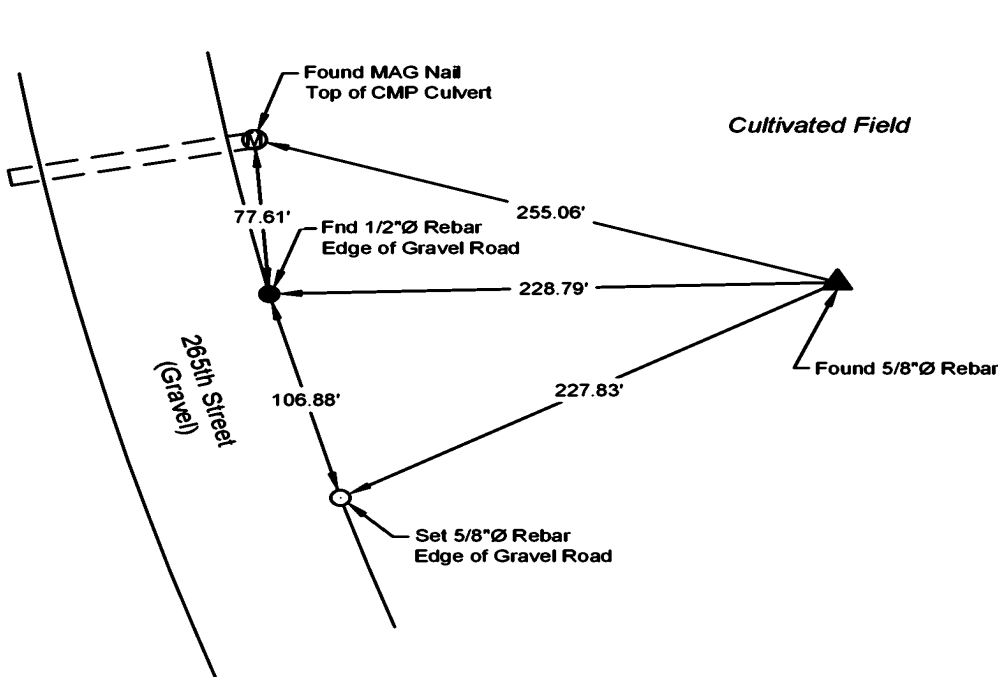 Found MAG Nail
Top of CMP Culvert
Cultivated Field
M
255.06'
77.61'
Fnd 1/2"Ø Rebar
Edge of Gravel Road
228.79'
265th Street
(Gravel)
Found 5/8"Ø Rebar
227.83'
106.88'
Set 5/8"Ø Rebar
Edge of Gravel Road